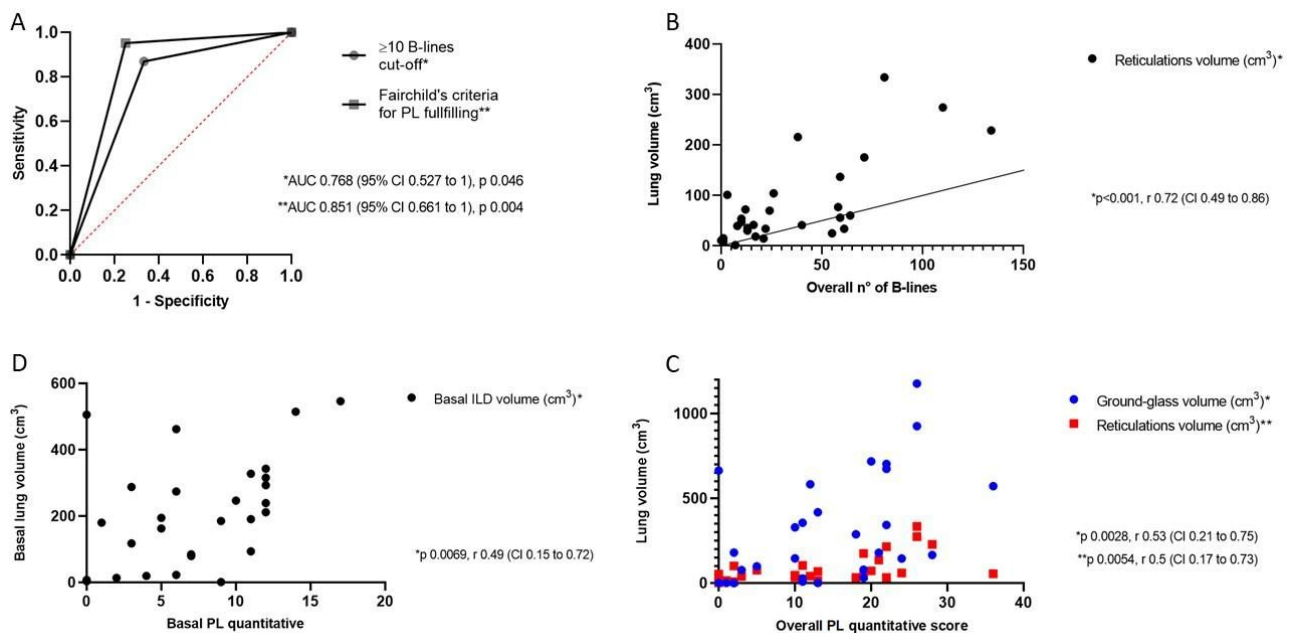 A
1.0
0.8
0.6
0.4
0.2
0.0
Sensitivity
0.0 0.2 0.4 0.6 0.8 1.0
1 - Specificity
≥10 B-lines
cut-off*
Fairchild's criteria
for PL fullfilling**
*AUC 0.768 (95% CI 0.527 to 1), p 0.046
**AUC 0.851 (95% CI 0.661 to 1), p 0.004
B
400
300
200
100
0
Lung volume (cm³)
0 50 100 150
Overall n° of B-lines
Reticulations volume (cm³)*
*p<0.001, r 0.72 (CI 0.49 to 0.86)
D
600
400
200
0
Basal lung volume (cm³)
0 5 10 15 20
Basal PL quantitative
Basal ILD volume (cm³)*
*p 0.0069, r 0.49 (CI 0.15 to 0.72)
C
1000
500
0
Lung volume (cm³)
0 10 20 30 40
Overall PL quantitative score
Ground-glass volume (cm³)*
Reticulations volume (cm³)**
*p 0.0028, r 0.53 (CI 0.21 to 0.75)
**p 0.0054, r 0.5 (CI 0.17 to 0.73)